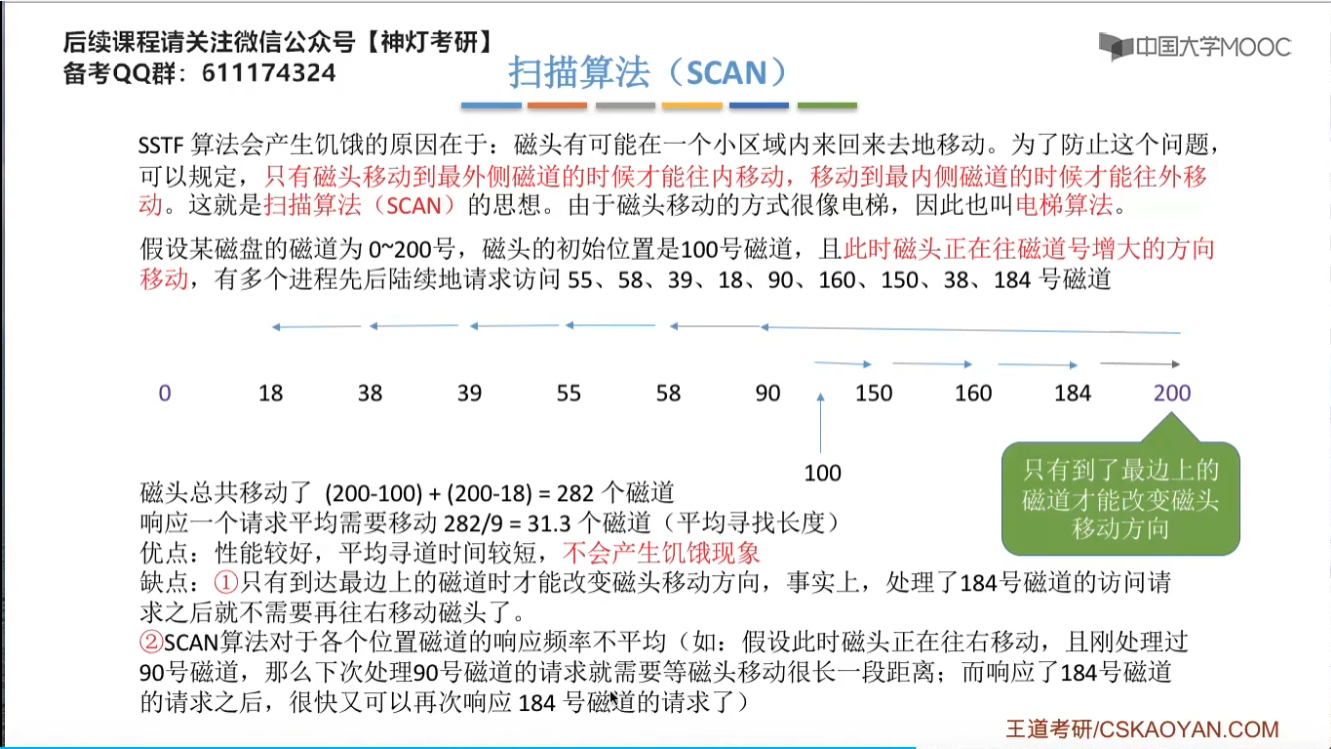 后续课程请关注微信公众号【神灯考研】
备考QQ群：611174324
中国大学MOOC
扫描算法（SCAN）
SSTF 算法会产生饥饿的原因在于：磁头有可能在一个小区域内来回来去地移动。为了防止这个问题，
可以规定，只有磁头移动到最外侧磁道的时候才能往内移动，移动到最内侧磁道的时候才能往外移
动。这就是扫描算法（SCAN）的思想。由于磁头移动的方式很像电梯，因此也叫电梯算法。
假设某磁盘的磁道为 0~200号，磁头的初始位置是100号磁道，且此时磁头正在往磁道号增大的方向
移动，有多个进程先后陆续地请求访问 55、58、39、18、90、160、150、38、184 号磁道
0 18 38 39 55 58 90 150 160 184 200
100
只有到了最边上的
磁道才能改变磁头
移动方向
磁头总共移动了 (200-100) + (200-18) = 282 个磁道
响应一个请求平均需要移动 282/9 = 31.3 个磁道（平均寻找长度）
优点：性能较好，平均寻道时间较短，不会产生饥饿现象
缺点：①只有到达最边上的磁道时才能改变磁头移动方向，事实上，处理了184号磁道的访问请
求之后就不需要再往右移动磁头了。
②SCAN算法对于各个位置磁道的响应频率不平均（如：假设此时磁头正在往右移动，且刚处理过
90号磁道，那么下次处理90号磁道的请求就需要等磁头移动很长一段距离；而响应了184号磁道
的请求之后，很快又可以再次响应 184 号磁道的请求了）
王道考研/CSKAOYAN.COM